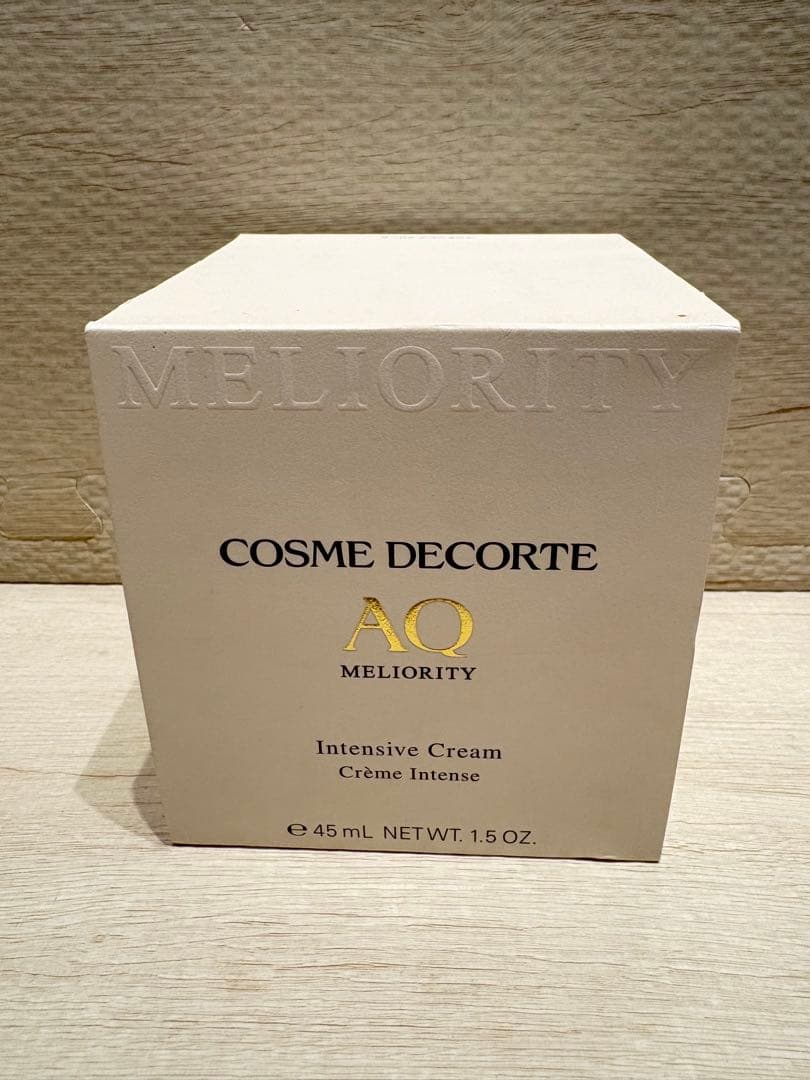 MELIORITY
COSME DECORTE
AQ
MELIORITY
Intensive Cream
Crème Intense
℮ 45 mL NET WT. 1.5 OZ.